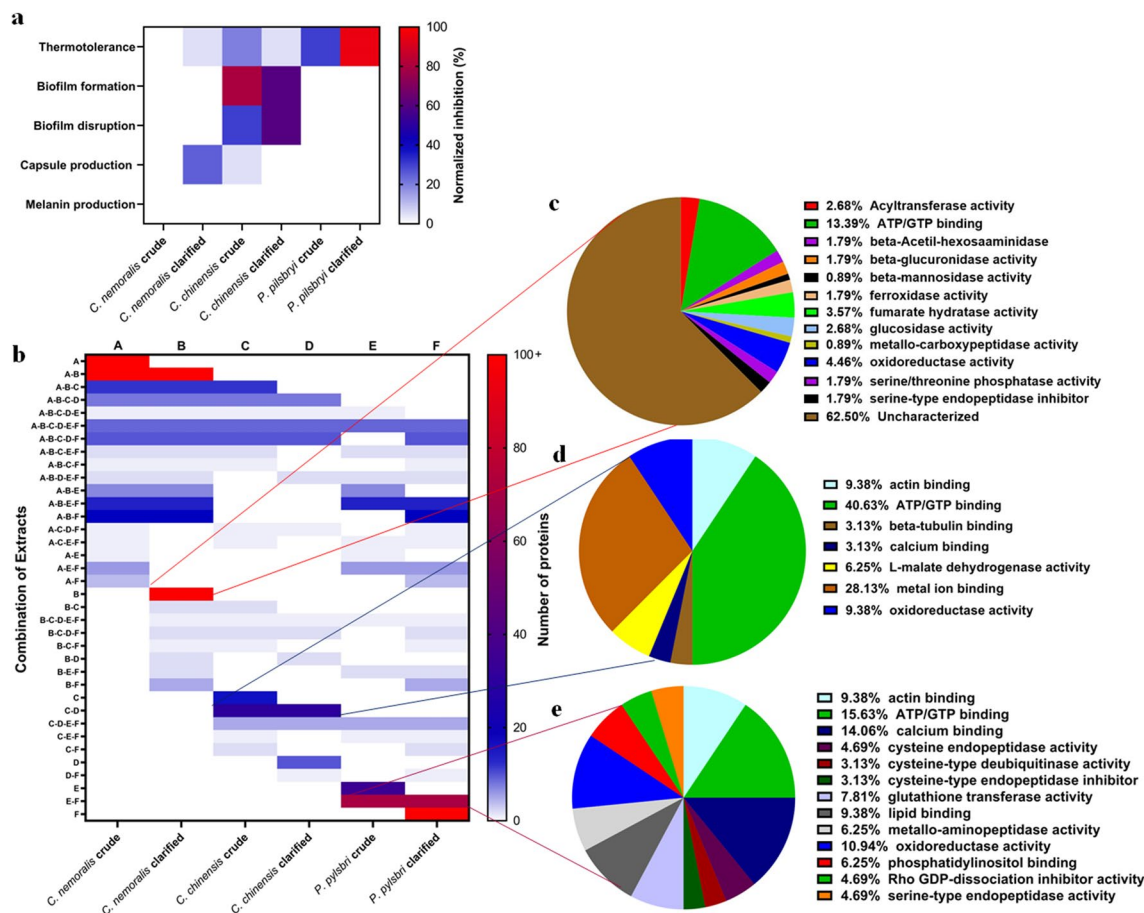 a
Thermotolerance
Biofilm formation
Biofilm disruption
Capsule production
Melanin production
C. nemoralis crude
C. nemoralis clarified
C. chinensis crude
C. chinensis clarified
P. pilsbryi crude
P. pilsbryi clarified
100
80
60
40
20
0
Normalized inhibition (%)
b
A B C D E F
A
A-B
A-B-C
A-B-C-D
A-B-C-D-E
A-B-C-D-E-F
A-B-C-D-F
A-B-C-E-F
A-B-C-F
A-B-D-E-F
A-B-E
A-B-E-F
A-B-F
A-C-D-F
A-C-E-F
A-E
A-E-F
A-F
B
B-C
B-C-D-E-F
B-C-D-F
B-C-F
B-D
B-E-F
B-F
C
C-D
C-D-E-F
C-E-F
C-F
D
D-F
E
E-F
F
Combination of Extracts
C. nemoralis crude
C. nemoralis clarified
C. chinensis crude
C. chinensis clarified
P. pylsbri crude
P. pylsbri clarified
100+
80
60
40
20
0
Number of proteins
c
2.68% Acyltransferase activity
13.39% ATP/GTP binding
1.79% beta-Acetil-hexosaaminidase
1.79% beta-glucuronidase activity
0.89% beta-mannosidase activity
1.79% ferroxidase activity
3.57% fumarate hydratase activity
2.68% glucosidase activity
0.89% metallo-carboxypeptidase activity
4.46% oxidoreductase activity
1.79% serine/threonine phosphatase activity
1.79% serine-type endopeptidase inhibitor
62.50% Uncharacterized
d
9.38% actin binding
40.63% ATP/GTP binding
3.13% beta-tubulin binding
3.13% calcium binding
6.25% L-malate dehydrogenase activity
28.13% metal ion binding
9.38% oxidoreductase activity
e
9.38% actin binding
15.63% ATP/GTP binding
14.06% calcium binding
4.69% cysteine endopeptidase activity
3.13% cysteine-type deubiquitinase activity
3.13% cysteine-type endopeptidase inhibitor
7.81% glutathione transferase activity
9.38% lipid binding
6.25% metallo-aminopeptidase activity
10.94% oxidoreductase activity
6.25% phosphatidylinositol binding
4.69% Rho GDP-dissociation inhibitor activity
4.69% serine-type endopeptidase activity